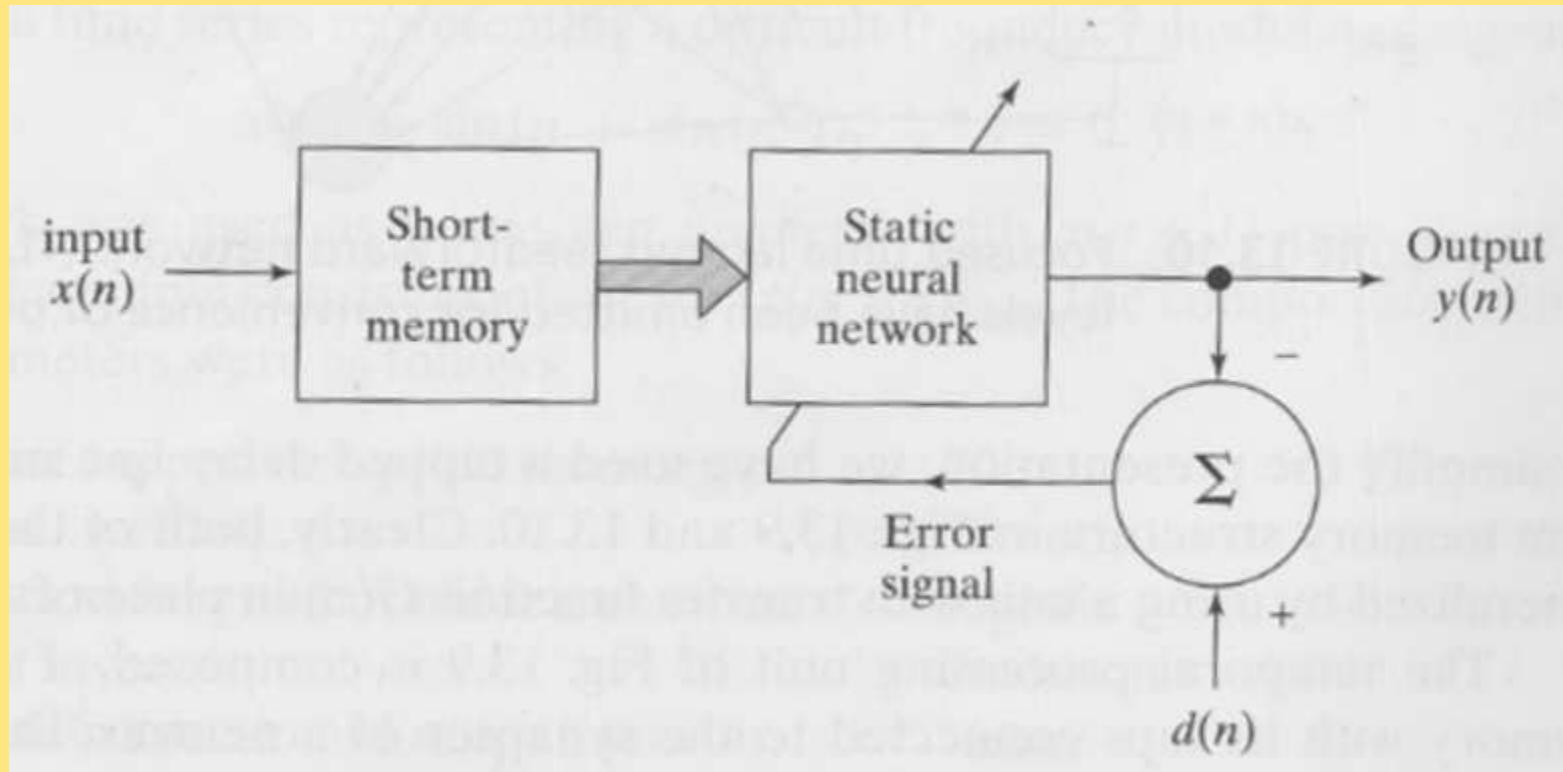 input
x(n)
Short-
term
memory
Static
neural
network
Output
y(n)
−
Σ
Error
signal
+
d(n)